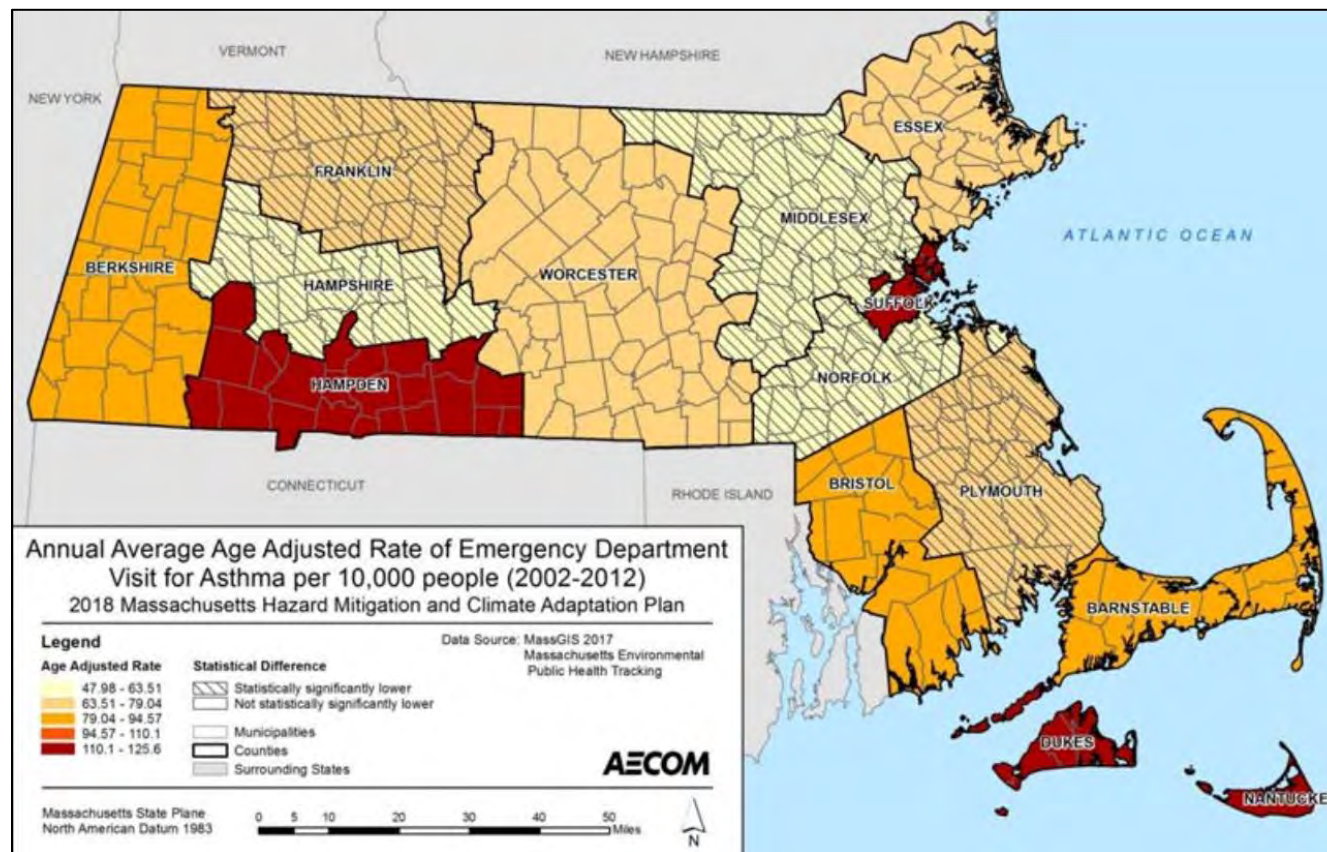 VERMONT
NEW HAMPSHIRE
NEW YORK
ESSEX
FRANKLIN
MIDDLESEX
ATLANTIC OCEAN
BERKSHIRE
HAMPSHIRE
WORCESTER
SUFFOLK
HAMPDEN
NORFOLK
CONNECTICUT
RHODE ISLAND
BRISTOL
PLYMOUTH
BARNSTABLE
DUKES
NANTUCKE
Annual Average Age Adjusted Rate of Emergency Department
Visit for Asthma per 10,000 people (2002-2012)
2018 Massachusetts Hazard Mitigation and Climate Adaptation Plan
Legend
Age Adjusted Rate
47.98 - 63.51
63.51 - 79.04
79.04 - 94.57
94.57 - 110.1
110.1 - 125.6
Statistical Difference
Statistically significantly lower
Not statistically significantly lower
Municipalities
Counties
Surrounding States
Data Source: MassGIS 2017
Massachusetts Environmental
Public Health Tracking
AECOM
Massachusetts State Plane
North American Datum 1983
0 5 10 20 30 40 50
Miles
N